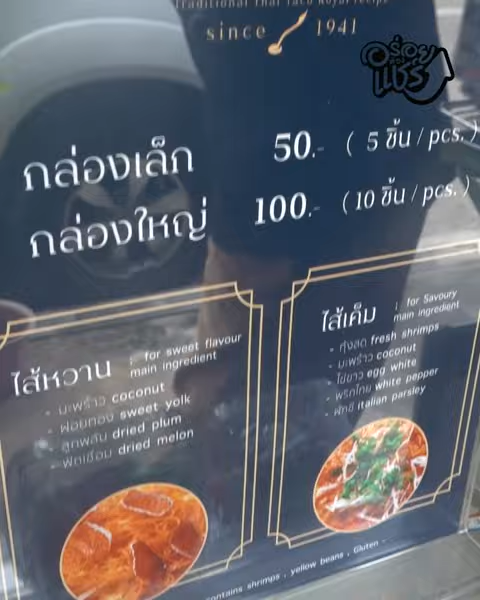 Traditional Thai Taco Royal recipe
since 1941
อร่อย
แชร์
กล่องเล็ก 50.- ( 5 ชิ้น / pcs. )
กล่องใหญ่ 100.- ( 10 ชิ้น / pcs. )
ไส้หวาน ; for sweet flavour
main ingredient
- มะพร้าว coconut
- ฝอยทอง sweet yolk
- ลูกพลับ dried plum
- ฟักเชื่อม dried melon
ไส้เค็ม ; for Savoury
main ingredient
- กุ้งสด fresh shrimps
- มะพร้าว coconut
- ไข่ขาว egg white
- พริกไทย white pepper
- ผักชี italian parsley
contains shrimps , yellow beans , Gluten -